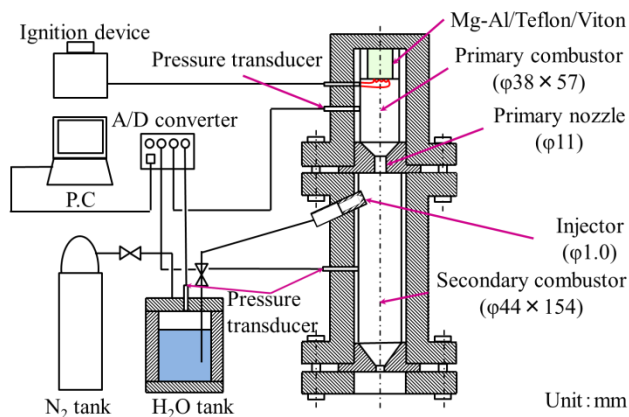 Ignition device
Mg-Al/Teflon/Viton
Pressure transducer
Primary combustor
(φ38×57)
A/D converter
Primary nozzle
(φ11)
P.C
Injector
(φ1.0)
Secondary combustor
(φ44×154)
Pressure
transducer
N₂ tank
H₂O tank
Unit:mm